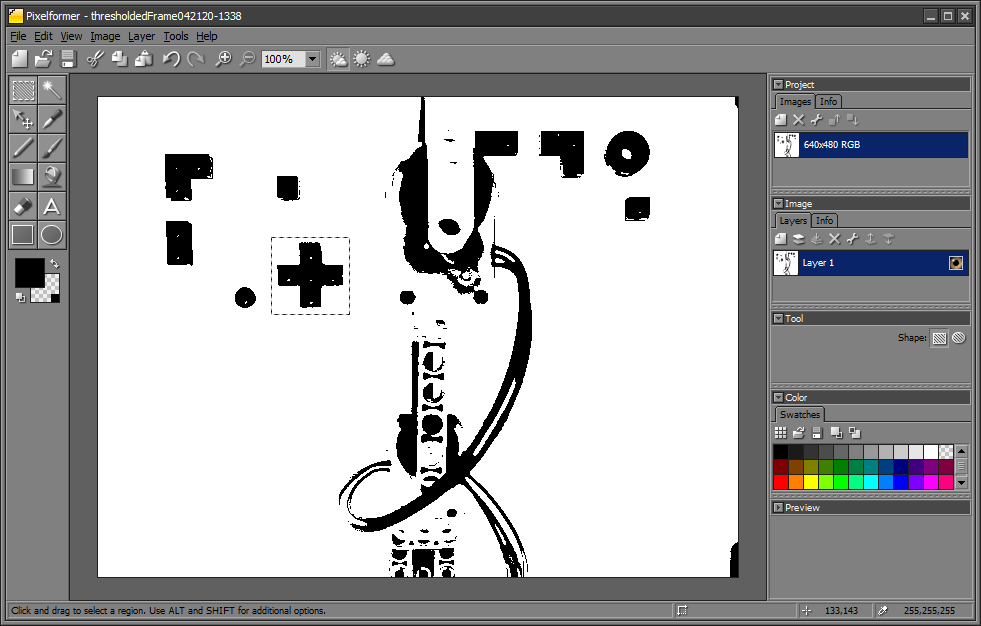 Pixelformer - thresholdedFrame042120-1338
File Edit View Image Layer Tools Help
100%
Project
Images Info
640x480 RGB
Image
Layers Info
Layer 1
Tool
Shape:
Color
Swatches
Preview
Click and drag to select a region. Use ALT and SHIFT for additional options.
133,143
255,255,255